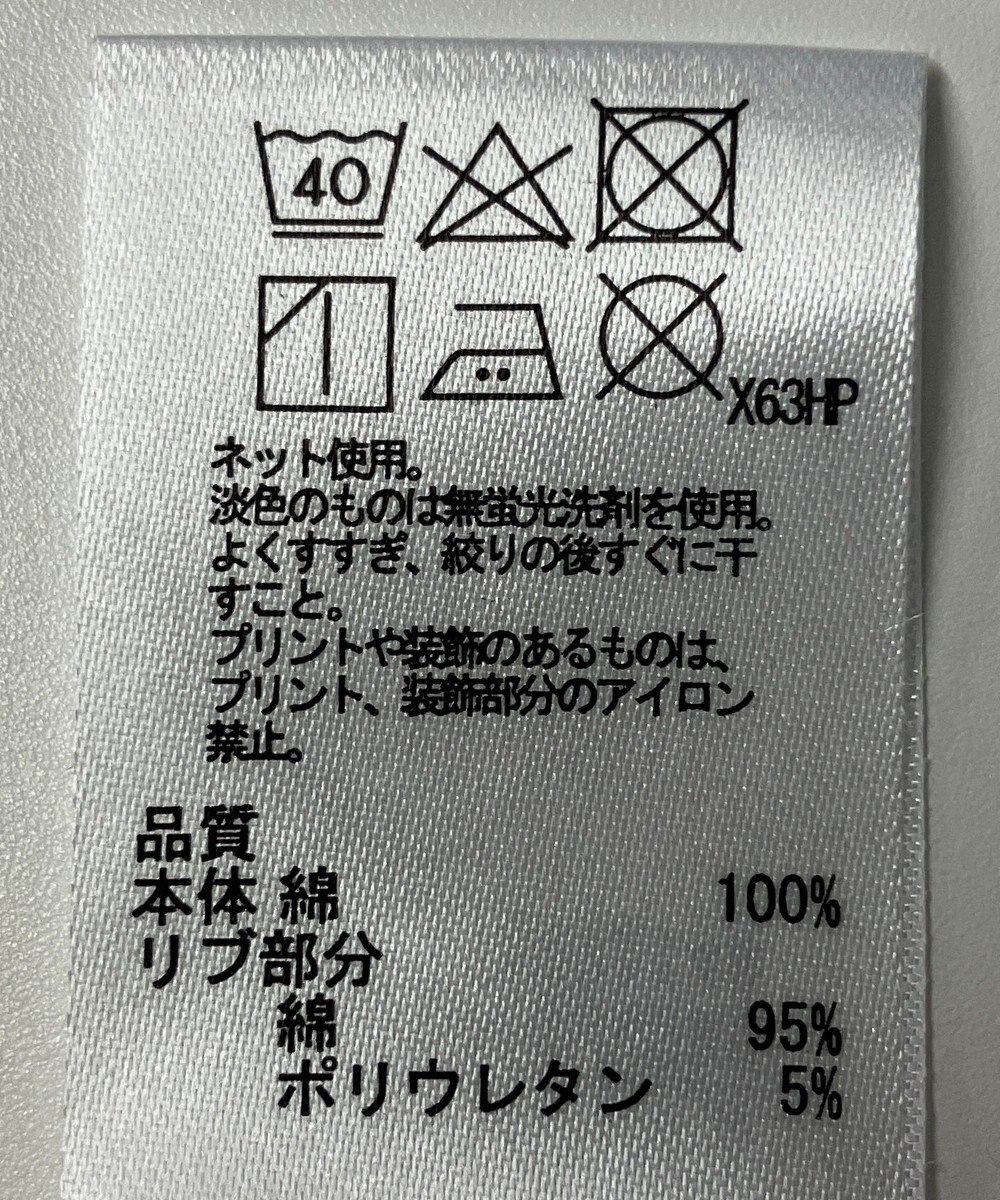 40
X63HP
ネット使用。
淡色のものは無蛍光洗剤を使用。
よくすすぎ、絞りの後すぐに干
すこと。
プリントや装飾のあるものは、
プリント、装飾部分のアイロン
禁止。
品質
本体 綿 100%
リブ部分
綿 95%
ポリウレタン 5%